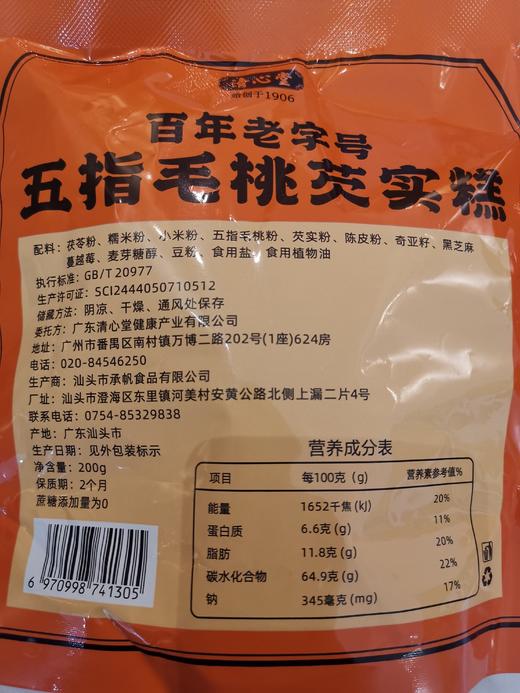 清心堂
始创于1906
百年老字号
五指毛桃芡实糕
配料：茯苓粉、糯米粉、小米粉、五指毛桃粉、芡实粉、陈皮粉、奇亚籽、黑芝麻
蔓越莓、麦芽糖醇、豆粉、食用盐、食用植物油
执行标准：GB/T20977
生产许可证：SC12444050710512
储藏方法：阴凉、干燥、通风处保存
委托方：广东清心堂健康产业有限公司
地址：广州市番禺区南村镇万博二路202号(1座)624房
电话：020-84546250
生产商：汕头市承帆食品有限公司
厂址：汕头市澄海区东里镇河美村安黄公路北侧上漏二片4号
联系电话：0754-85329838
产地：广东汕头市
生产日期：见外包装标示
净含量：200g
保质期：2个月
蔗糖添加量为0
6 970998 741305
营养成分表
项目 每100克（g） 营养素参考值%
能量 1652千焦（kJ） 20%
蛋白质 6.6克（g） 11%
脂肪 11.8克（g） 20%
碳水化合物 64.9克（g） 22%
钠 345毫克（mg） 17%